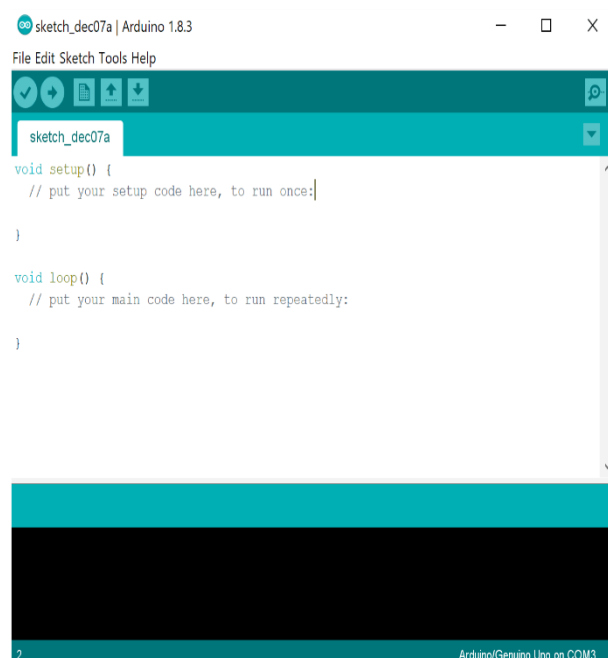 sketch_dec07a | Arduino 1.8.3
File Edit Sketch Tools Help
sketch_dec07a
void setup() {
  // put your setup code here, to run once:
}
void loop() {
  // put your main code here, to run repeatedly:
}
2 Arduino/Genuino Uno on COM3